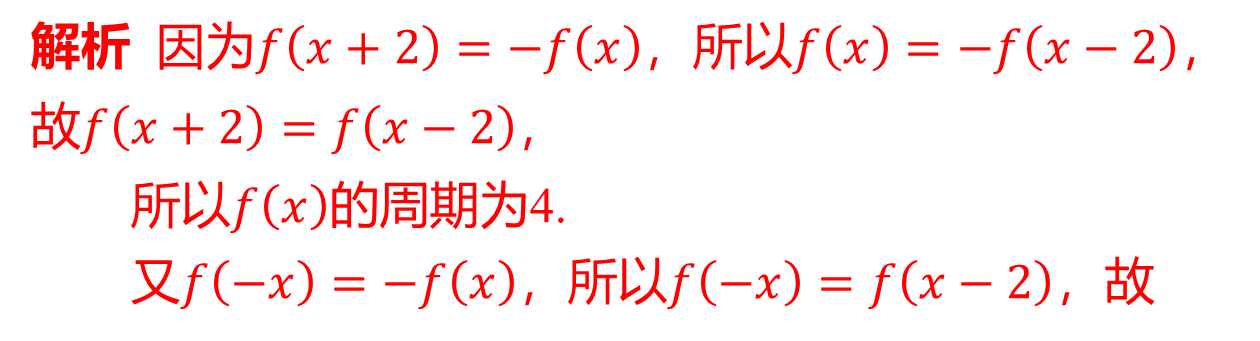 解析 因为f(x + 2) = −f(x)，所以f(x) = −f(x − 2)，
故f(x + 2) = f(x − 2)，
所以f(x)的周期为4.
又f(−x) = −f(x)，所以f(−x) = f(x − 2)，故